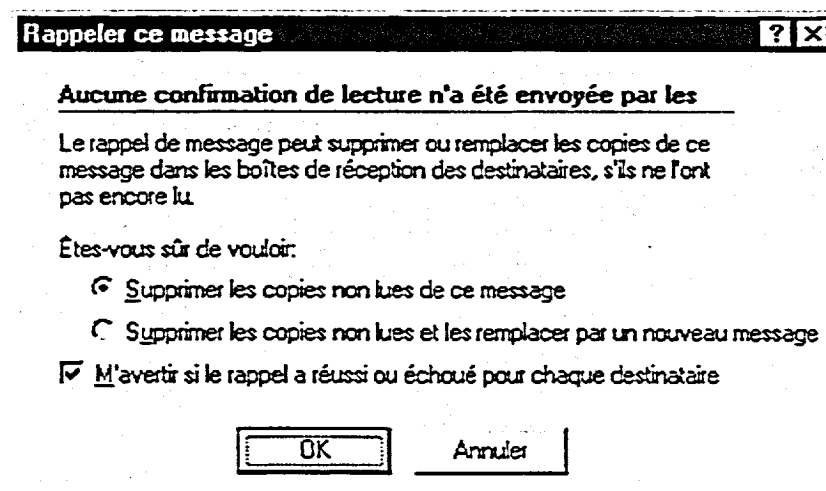 Rappeler ce message
Aucune confirmation de lecture n'a été envoyée par les
Le rappel de message peut supprimer ou remplacer les copies de ce
message dans les boîtes de réception des destinataires, s'ils ne l'ont
pas encore lu.
Êtes-vous sûr de vouloir:
Supprimer les copies non lues de ce message
Supprimer les copies non lues et les remplacer par un nouveau message
M'avertir si le rappel a réussi ou échoué pour chaque destinataire
OK Annuler